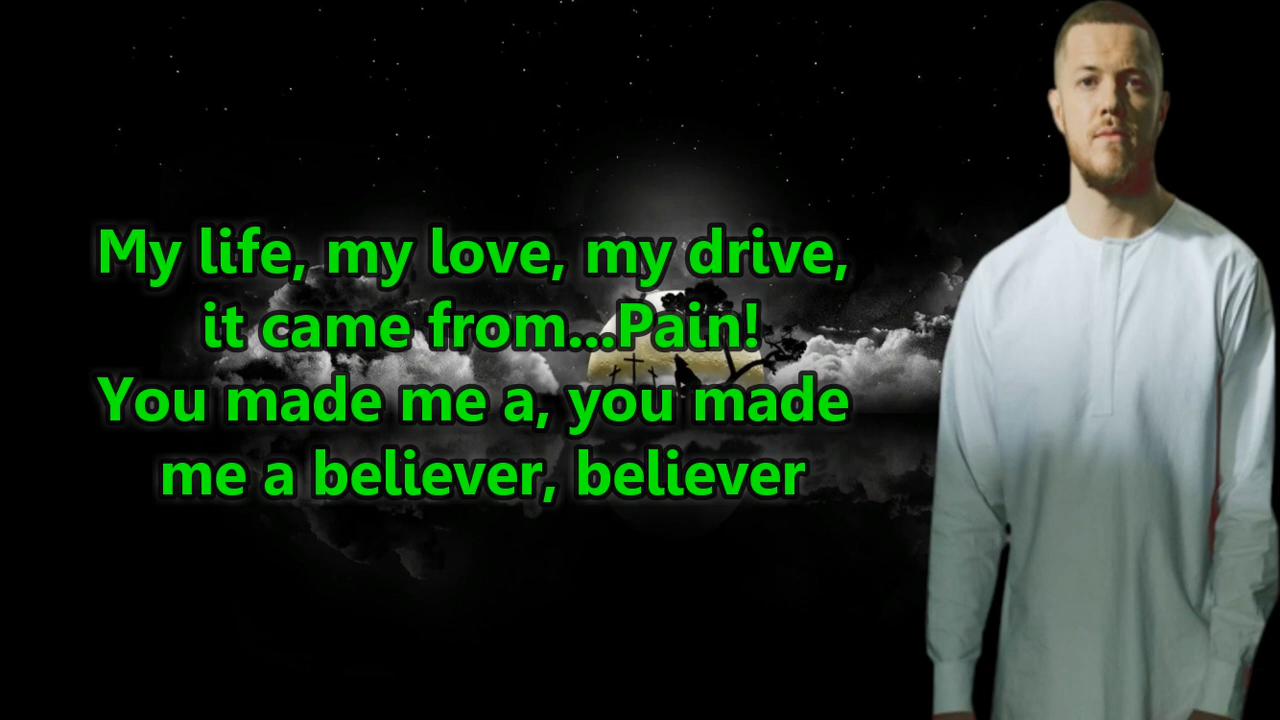 My life, my love, my drive,
it came from...Pain!
You made me a, you made
me a believer, believer